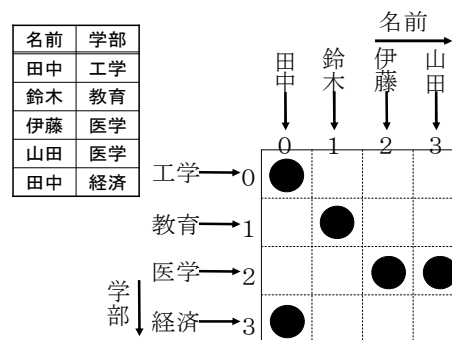 名前 学部
田中 工学
鈴木 教育
伊藤 医学
山田 医学
田中 経済
名前
田中 鈴木 伊藤 山田
0 1 2 3
工学 0
教育 1
医学 2
経済 3
学部